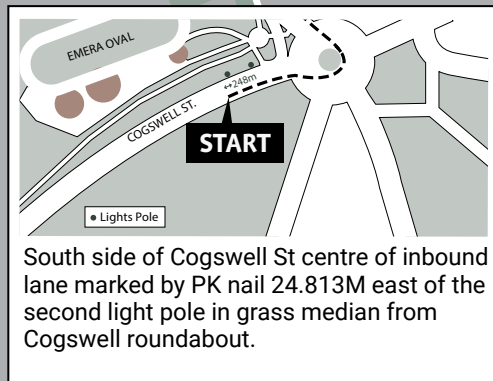 EMERA OVAL
↔248m
COGSWELL ST.
START
● Lights Pole
South side of Cogswell St centre of inbound
lane marked by PK nail 24.813M east of the
second light pole in grass median from
Cogswell roundabout.